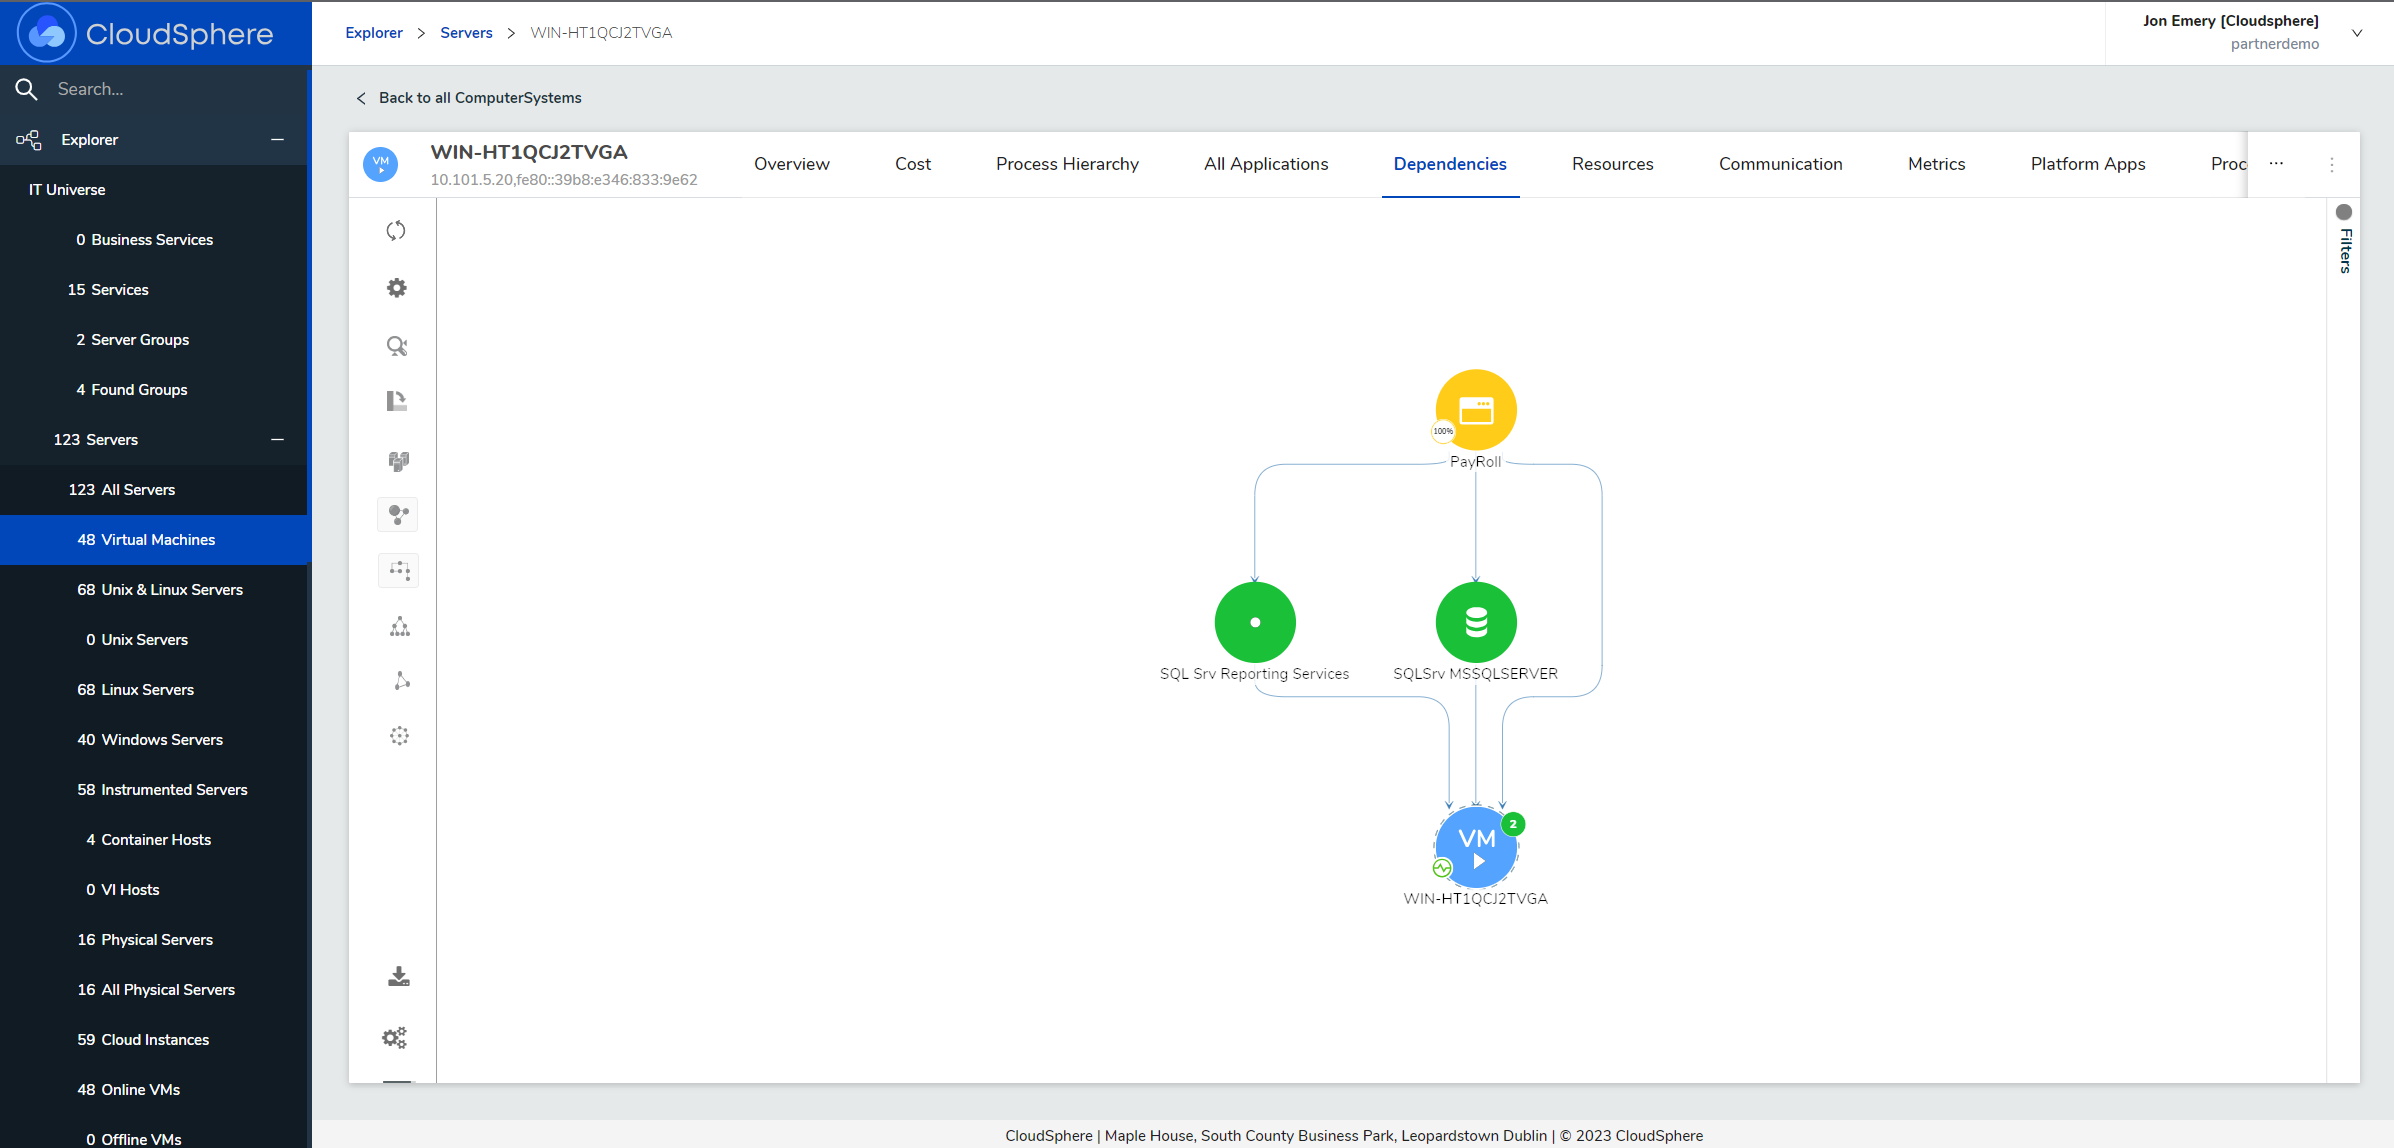 CloudSphere
Explorer > Servers > WIN-HT1QCJ2TVGA
Jon Emery [Cloudsphere]
partnerdemo
Search...
Explorer
IT Universe
0 Business Services
15 Services
2 Server Groups
4 Found Groups
123 Servers
123 All Servers
48 Virtual Machines
68 Unix & Linux Servers
0 Unix Servers
68 Linux Servers
40 Windows Servers
58 Instrumented Servers
4 Container Hosts
0 VI Hosts
16 Physical Servers
16 All Physical Servers
59 Cloud Instances
48 Online VMs
0 Offline VMs
Back to all ComputerSystems
VM
WIN-HT1QCJ2TVGA
10.101.5.20,fe80::39b8:e346:833:9e62
Overview
Cost
Process Hierarchy
All Applications
Dependencies
Resources
Communication
Metrics
Platform Apps
Proc
Filters
100%
PayRoll
SQL Srv Reporting Services
SQLSrv MSSQLSERVER
VM
2
WIN-HT1QCJ2TVGA
CloudSphere | Maple House, South County Business Park, Leopardstown Dublin | © 2023 CloudSphere